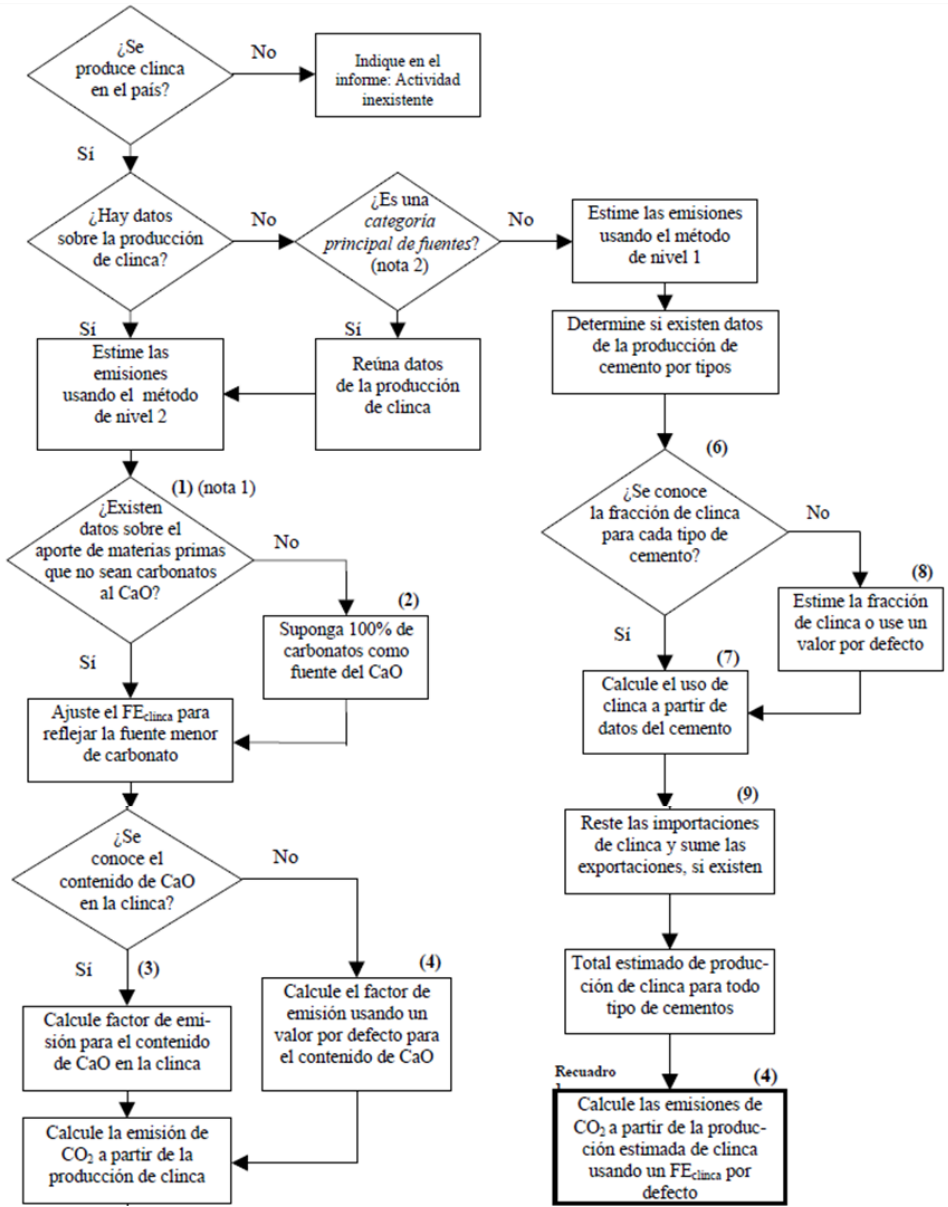 ¿Se
produce clinca
en el país?
No
Indique en el
informe: Actividad
inexistente
Sí
¿Hay datos
sobre la producción
de clinca?
No
¿Es una
categoría
principal de fuentes?
(nota 2)
No
Estime las emisiones
usando el método
de nivel 1
Sí
Estime las
emisiones
usando el método
de nivel 2
Sí
Reúna datos
de la producción
de clinca
Determine si existen datos
de la producción de
cemento por tipos
(1) (nota 1)
¿Existen
datos sobre el
aporte de materias primas
que no sean carbonatos
al CaO?
No
(2)
Suponga 100% de
carbonatos como
fuente del CaO
Sí
Ajuste el FEclinca para
reflejar la fuente menor
de carbonato
(6)
¿Se conoce
la fracción de clinca
para cada tipo de
cemento?
No
(8)
Estime la fracción
de clinca o use un
valor por defecto
Sí
(7)
Calcule el uso de
clinca a partir de
datos del cemento
¿Se
conoce el
contenido de CaO
en la clinca?
No
(9)
Reste las importaciones
de clinca y sume las
exportaciones, si existen
Sí
(3)
Calcule factor de emi-
sión para el contenido
de CaO en la clinca
(4)
Calcule el factor de
emisión usando un
valor por defecto para
el contenido de CaO
Total estimado de produc-
ción de clinca para todo
tipo de cementos
Calcule la emisión de
CO2 a partir de la
producción de clinca
Recuadro
(4)
Calcule las emisiones de
CO2 a partir de la produc-
ción estimada de clinca
usando un FEclinca por
defecto